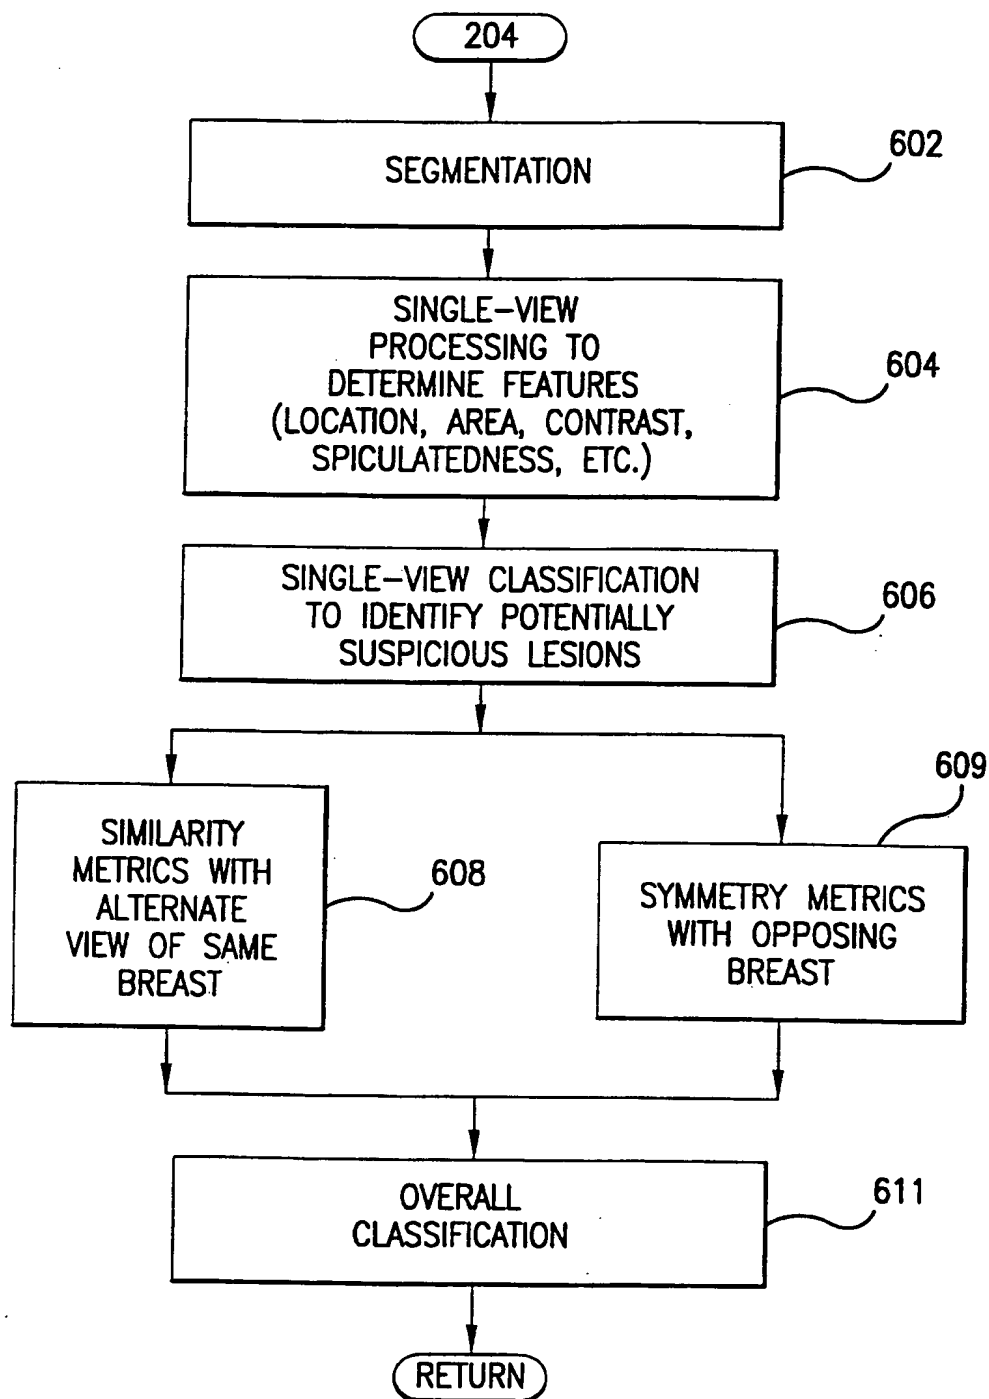 204
SEGMENTATION
602
SINGLE-VIEW
PROCESSING TO
DETERMINE FEATURES
(LOCATION, AREA, CONTRAST,
SPICULATEDNESS, ETC.)
604
SINGLE-VIEW CLASSIFICATION
TO IDENTIFY POTENTIALLY
SUSPICIOUS LESIONS
606
SIMILARITY
METRICS WITH
ALTERNATE
VIEW OF SAME
BREAST
608
SYMMETRY METRICS
WITH OPPOSING
BREAST
609
OVERALL
CLASSIFICATION
611
RETURN